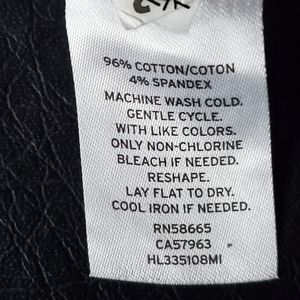 96% COTTON/COTON
4% SPANDEX
MACHINE WASH COLD.
GENTLE CYCLE.
WITH LIKE COLORS.
ONLY NON-CHLORINE
BLEACH IF NEEDED.
RESHAPE.
LAY FLAT TO DRY.
COOL IRON IF NEEDED.
RN58665
CA57963
HL335108MI